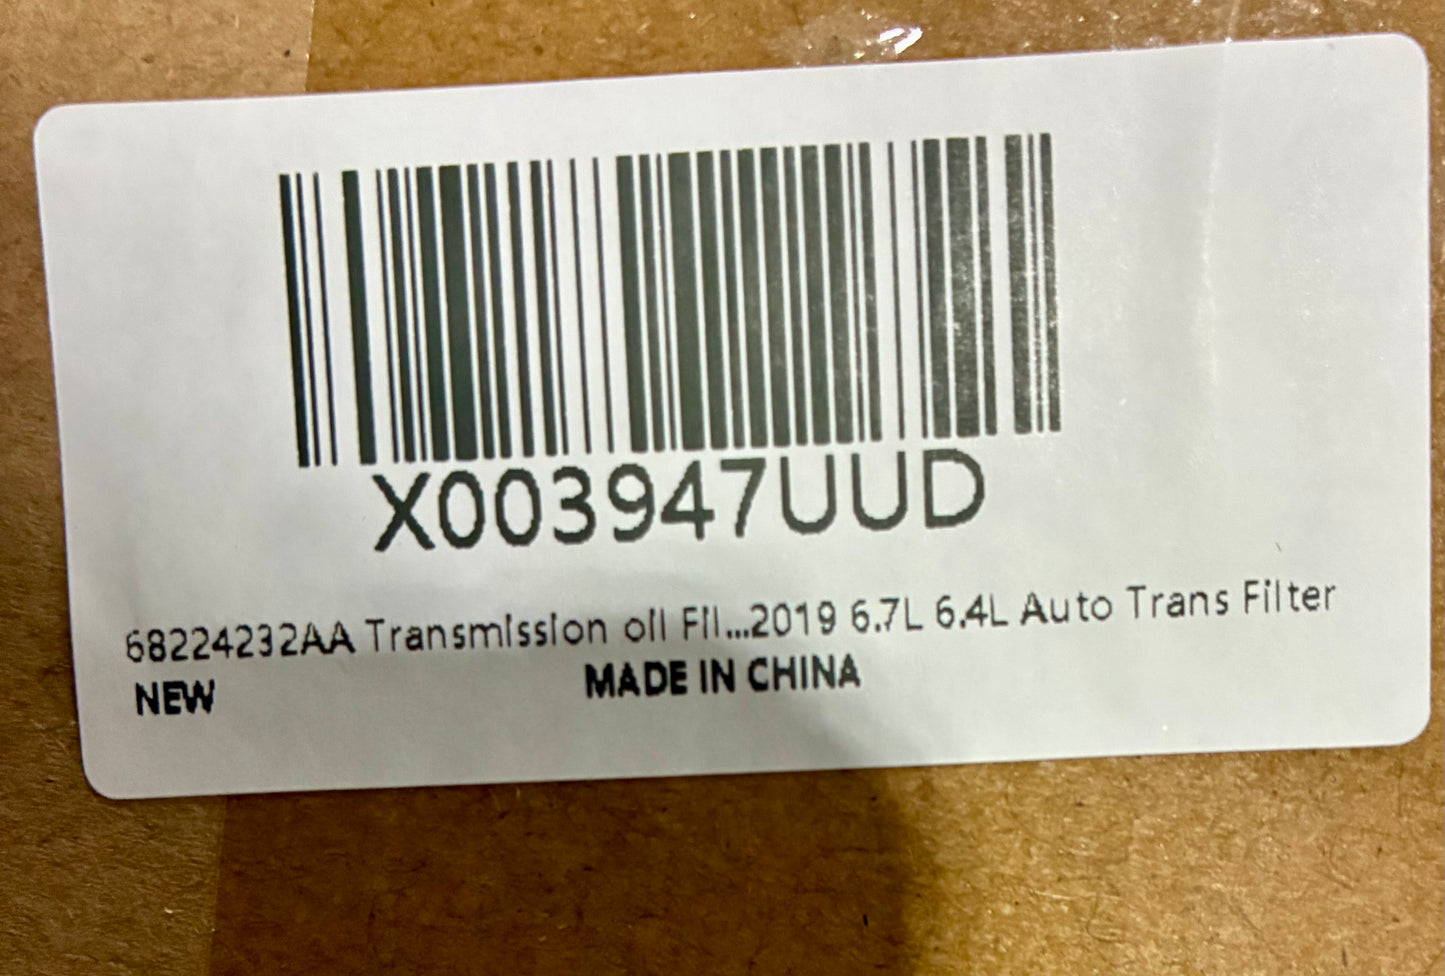 X003947UUD
68224232AA Transmission oil Fil...2019 6.7L 6.4L Auto Trans Filter
NEW MADE IN CHINA